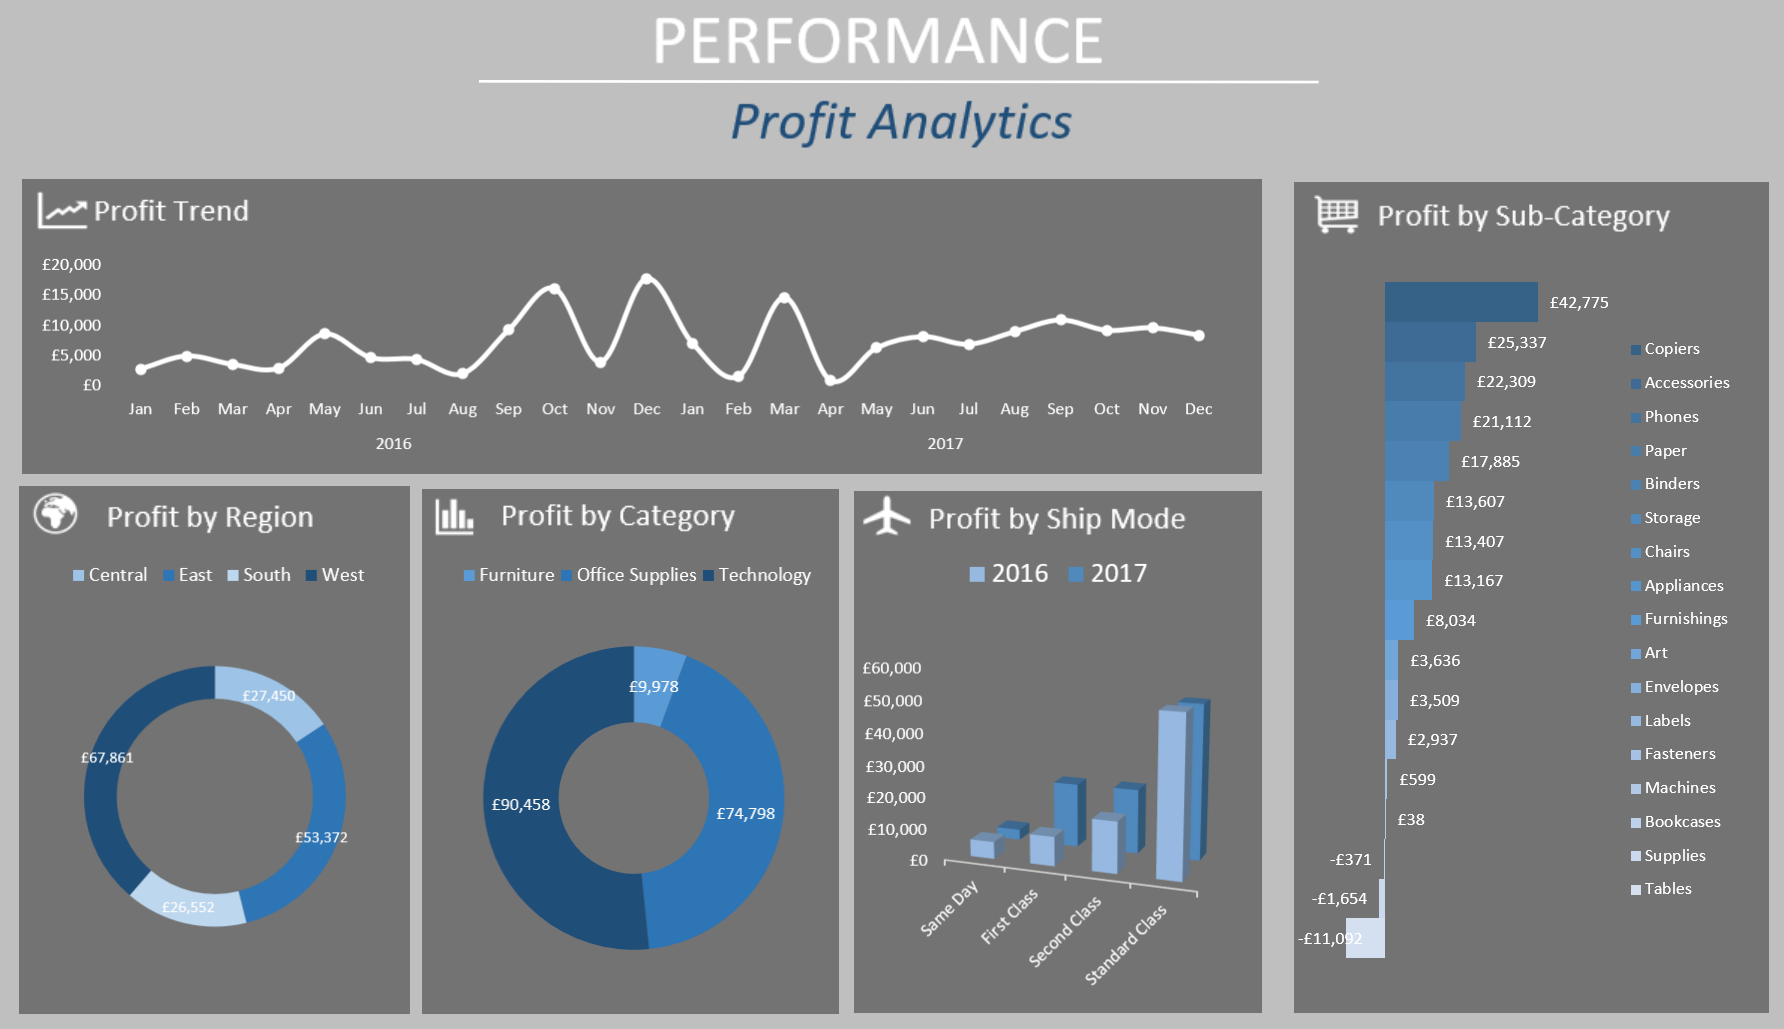 PERFORMANCE
Profit Analytics
Profit Trend
£20,000
£15,000
£10,000
£5,000
£0
Jan Feb Mar Apr May Jun Jul Aug Sep Oct Nov Dec Jan Feb Mar Apr May Jun Jul Aug Sep Oct Nov Dec
2016 2017
Profit by Region
Central East South West
£27,450
£67,861
£53,372
£26,552
Profit by Category
Furniture Office Supplies Technology
£9,978
£90,458
£74,798
Profit by Ship Mode
2016 2017
£60,000
£50,000
£40,000
£30,000
£20,000
£10,000
£0
Same Day
First Class
Second Class
Standard Class
Profit by Sub-Category
£42,775
£25,337
£22,309
£21,112
£17,885
£13,607
£13,407
£13,167
£8,034
£3,636
£3,509
£2,937
£599
£38
-£371
-£1,654
-£11,092
Copiers
Accessories
Phones
Paper
Binders
Storage
Chairs
Appliances
Furnishings
Art
Envelopes
Labels
Fasteners
Machines
Bookcases
Supplies
Tables